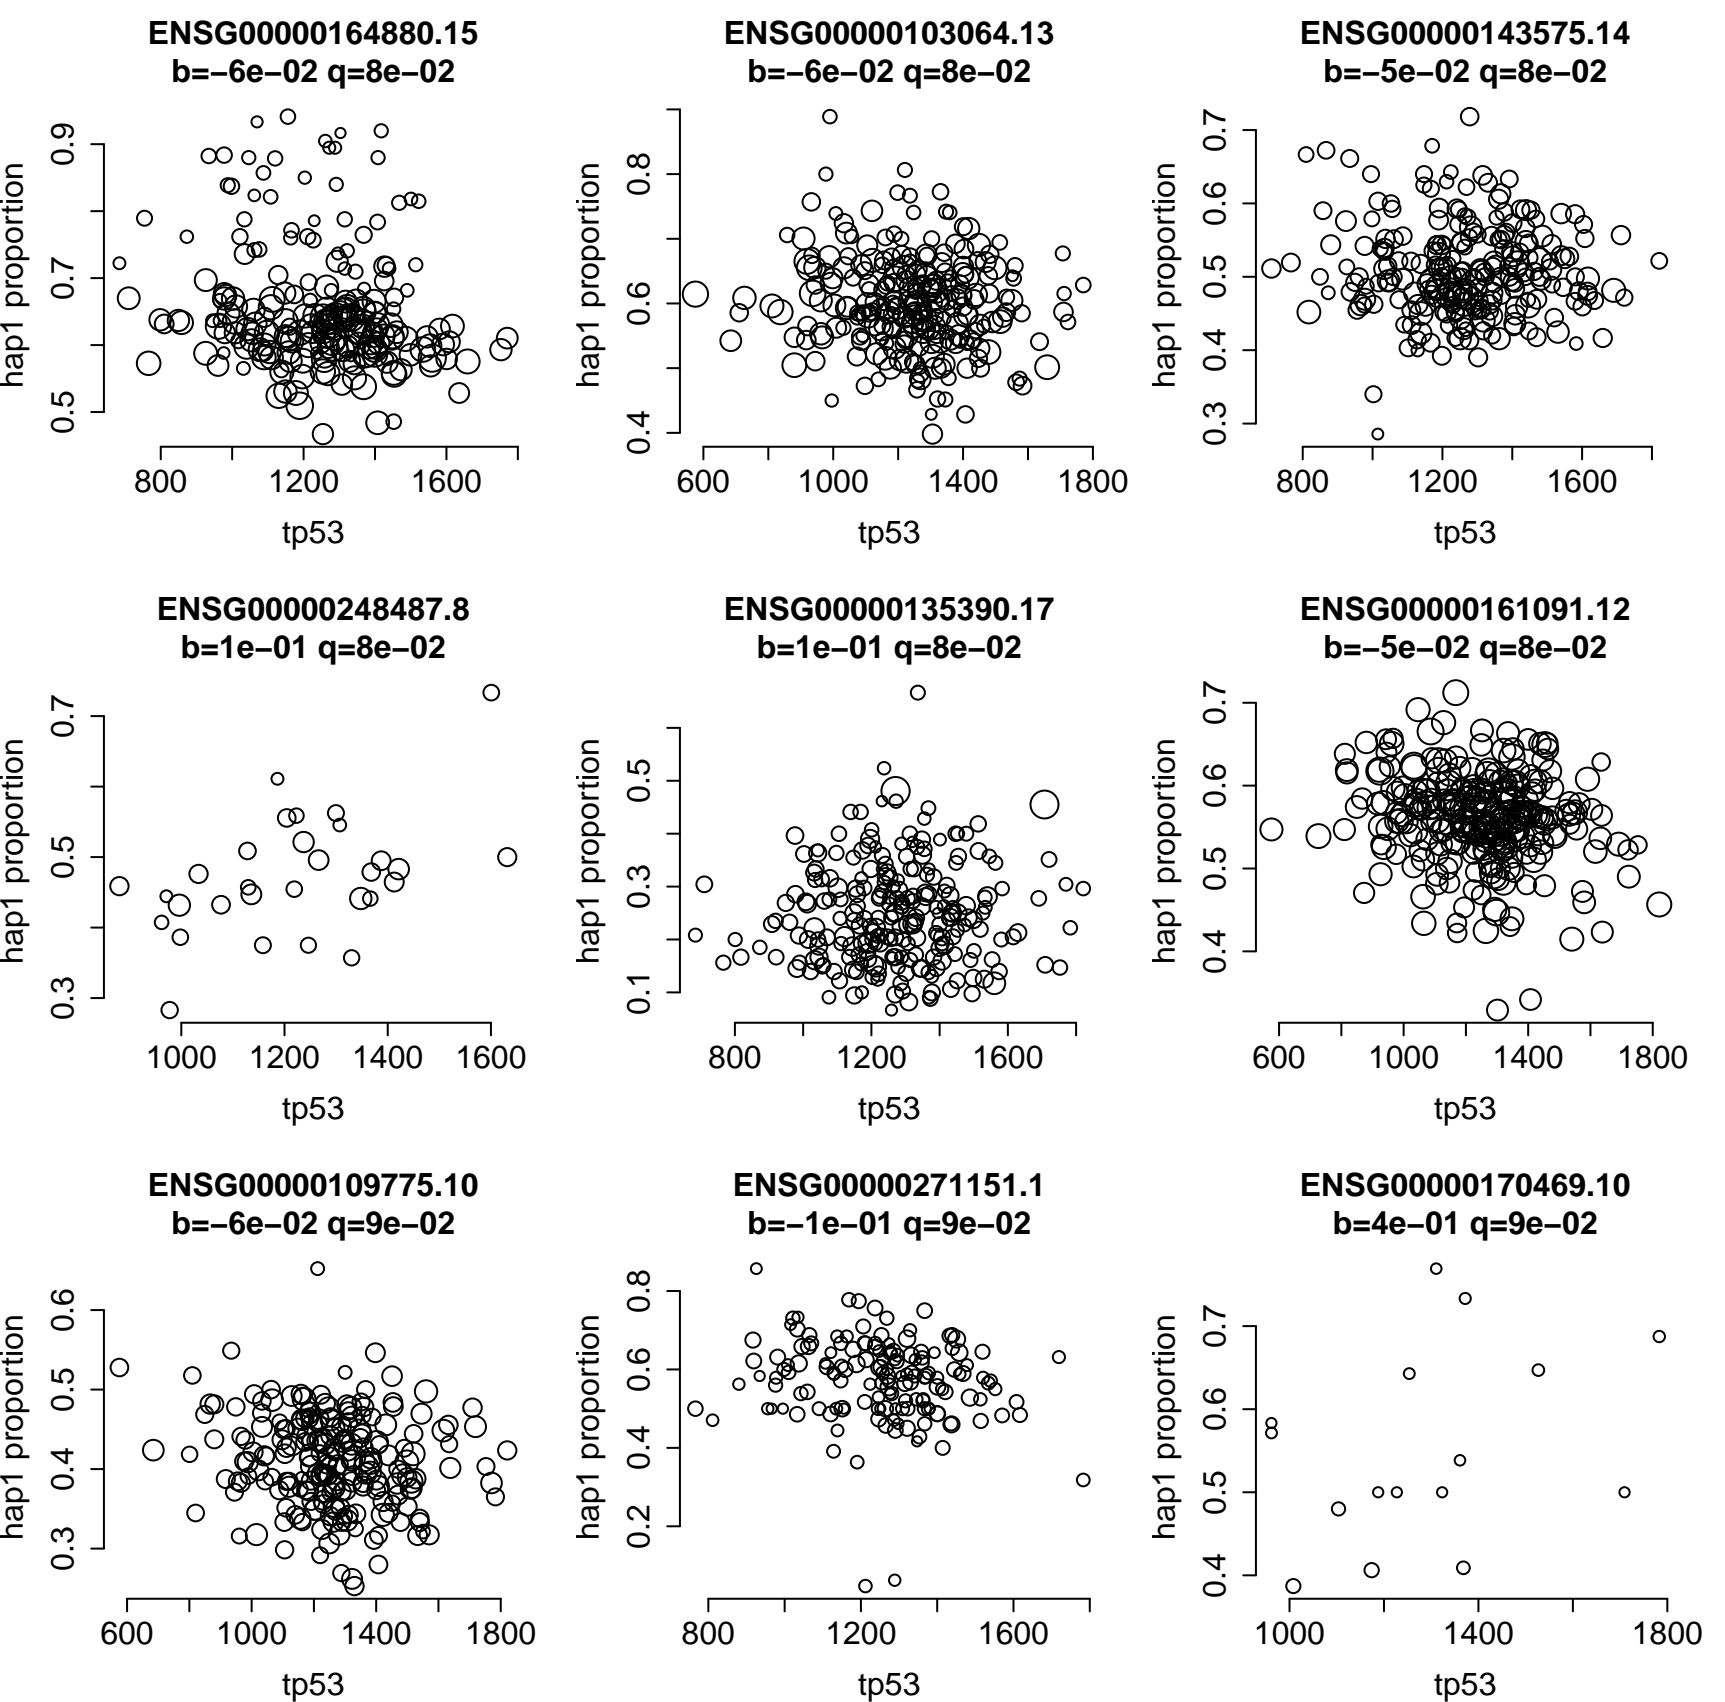 ENSG00000164880.15
b=−6e−02 q=8e−02
hap1 proportion
0.5 0.7 0.9
800 1200 1600
tp53
ENSG00000103064.13
b=−6e−02 q=8e−02
hap1 proportion
0.4 0.6 0.8
600 1000 1400 1800
tp53
ENSG00000143575.14
b=−5e−02 q=8e−02
hap1 proportion
0.3 0.4 0.5 0.6 0.7
800 1200 1600
tp53
ENSG00000248487.8
b=1e−01 q=8e−02
hap1 proportion
0.3 0.5 0.7
1000 1200 1400 1600
tp53
ENSG00000135390.17
b=1e−01 q=8e−02
hap1 proportion
0.1 0.3 0.5
800 1200 1600
tp53
ENSG00000161091.12
b=−5e−02 q=8e−02
hap1 proportion
0.4 0.5 0.6 0.7
600 1000 1400 1800
tp53
ENSG00000109775.10
b=−6e−02 q=9e−02
hap1 proportion
0.3 0.4 0.5 0.6
600 1000 1400 1800
tp53
ENSG00000271151.1
b=−1e−01 q=9e−02
hap1 proportion
0.2 0.4 0.6 0.8
800 1200 1600
tp53
ENSG00000170469.10
b=4e−01 q=9e−02
hap1 proportion
0.4 0.5 0.6 0.7
1000 1400 1800
tp53